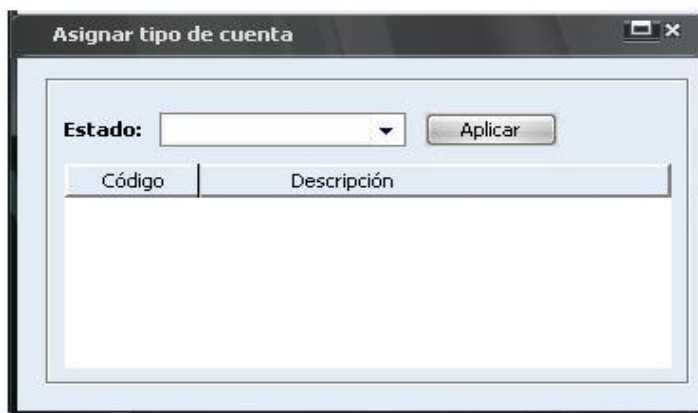 Asignar tipo de cuenta
Estado: Aplicar
Código Descripción